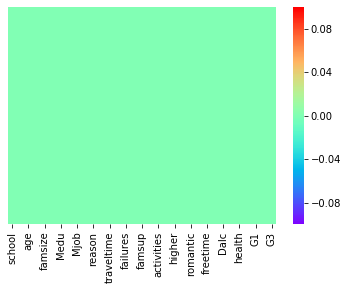 0.08
0.04
0.00
−0.04
−0.08
school
age
famsize
Medu
Mjob
reason
traveltime
failures
famsup
activities
higher
romantic
freetime
Dalc
health
G1
G3